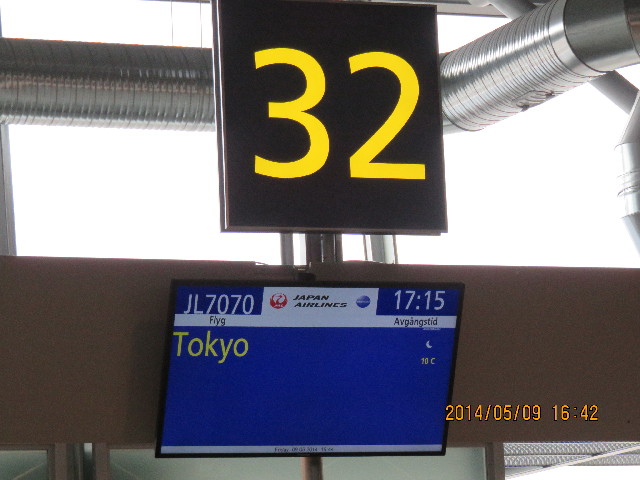 32
JL7070 JAPAN AIRLINES 17:15
Flyg Avgångstid
Tokyo
10 C
2014/05/09 16:42